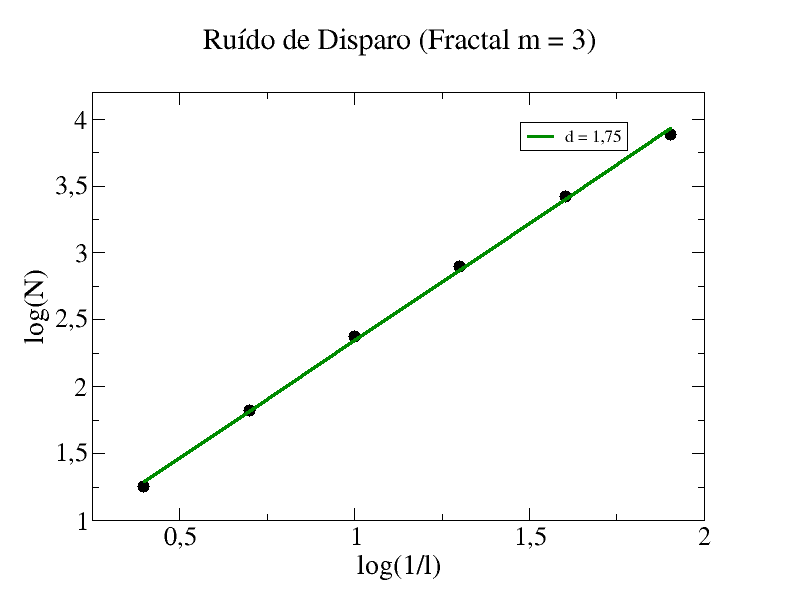 Ruído de Disparo (Fractal m = 3)
d = 1,75
log(N)
4
3,5
3
2,5
2
1,5
1
0,5
1
1,5
2
log(1/l)